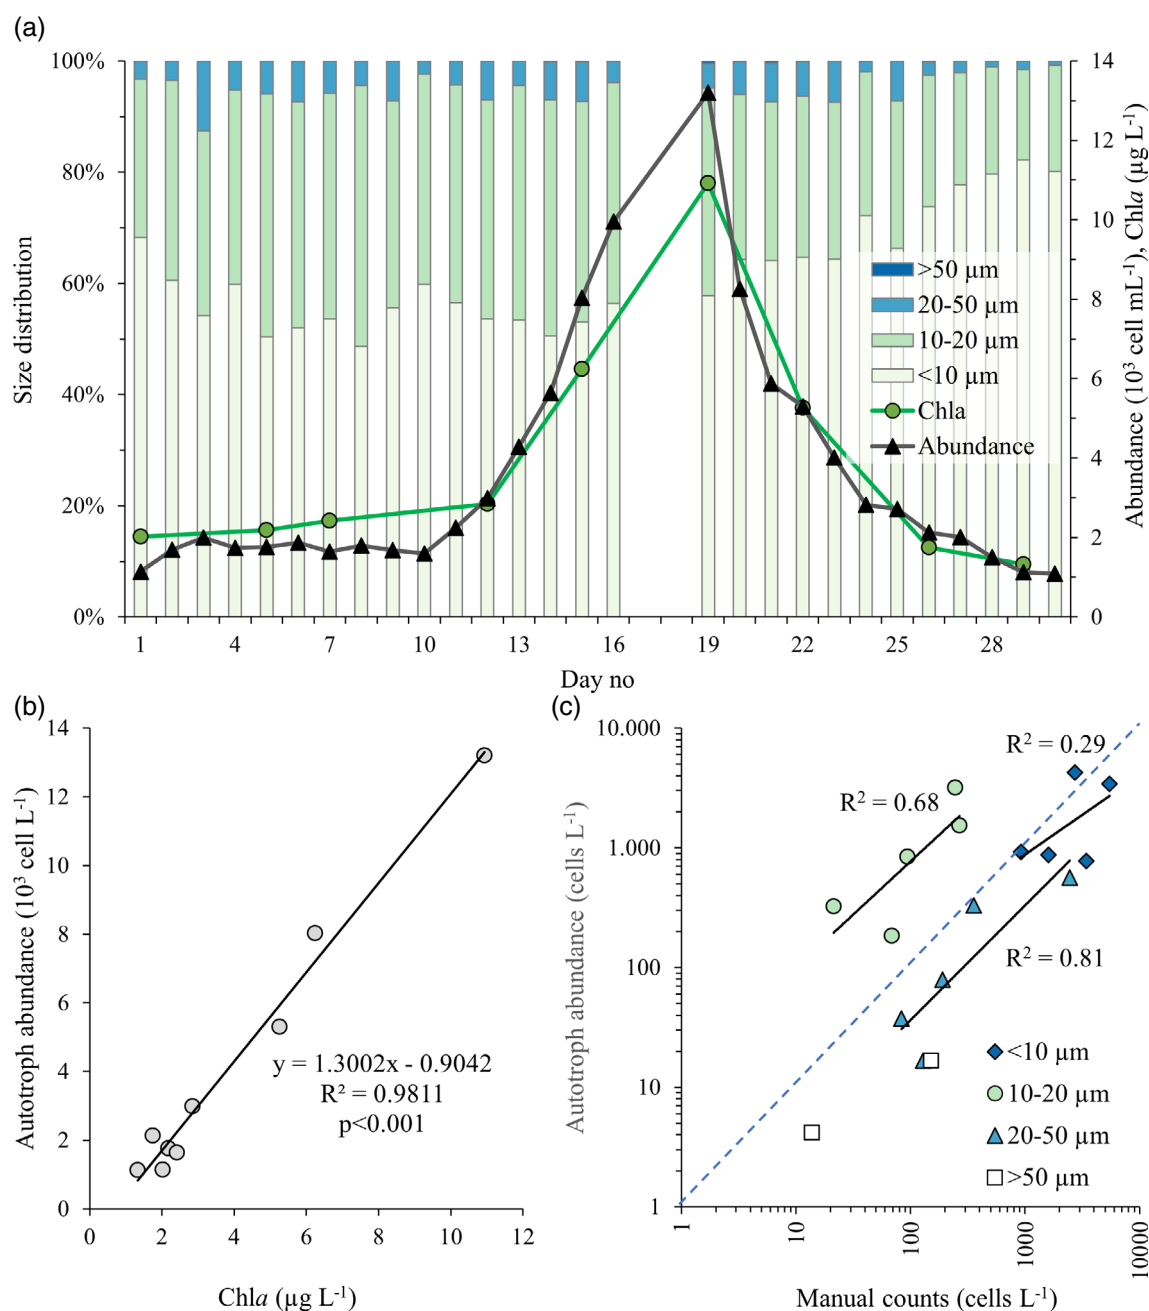 (a)
100%
80%
60%
40%
20%
0%
Size distribution
14
12
10
8
6
4
2
0
Abundance (10³ cell mL⁻¹), Chla (µg L⁻¹)
>50 µm
20-50 µm
10-20 µm
<10 µm
Chla
Abundance
1 4 7 10 13 16 19 22 25 28
Day no
(b)
14
12
10
8
6
4
2
0
Autotroph abundance (10³ cell L⁻¹)
y = 1.3002x - 0.9042
R² = 0.9811
p<0.001
0 2 4 6 8 10 12
Chla (µg L⁻¹)
(c)
10.000
1.000
100
10
1
Autotroph abundance (cells L⁻¹)
R² = 0.29
R² = 0.68
R² = 0.81
<10 µm
10-20 µm
20-50 µm
>50 µm
1 10 100 1000 10000
Manual counts (cells L⁻¹)